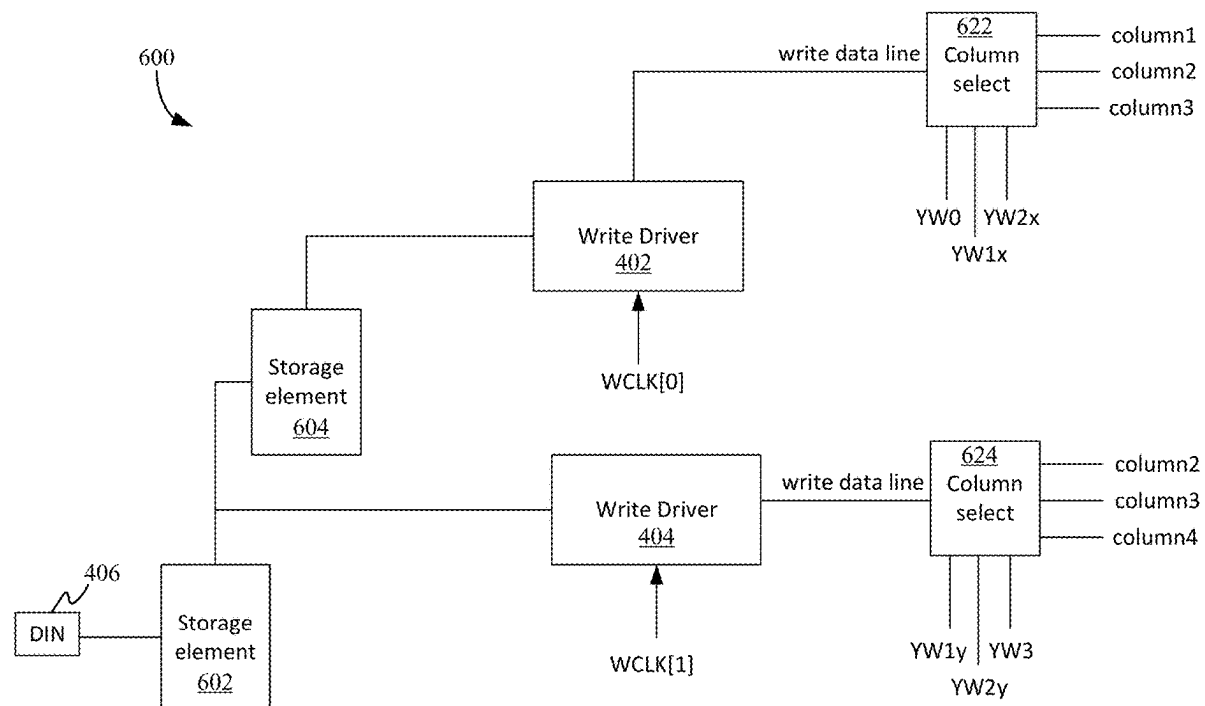 600
622
Column
select
write data line
column1
column2
column3
YW0
YW2x
YW1x
Write Driver
402
WCLK[0]
Storage
element
604
Write Driver
404
WCLK[1]
write data line
624
Column
select
column2
column3
column4
YW1y
YW3
YW2y
406
DIN
Storage
element
602